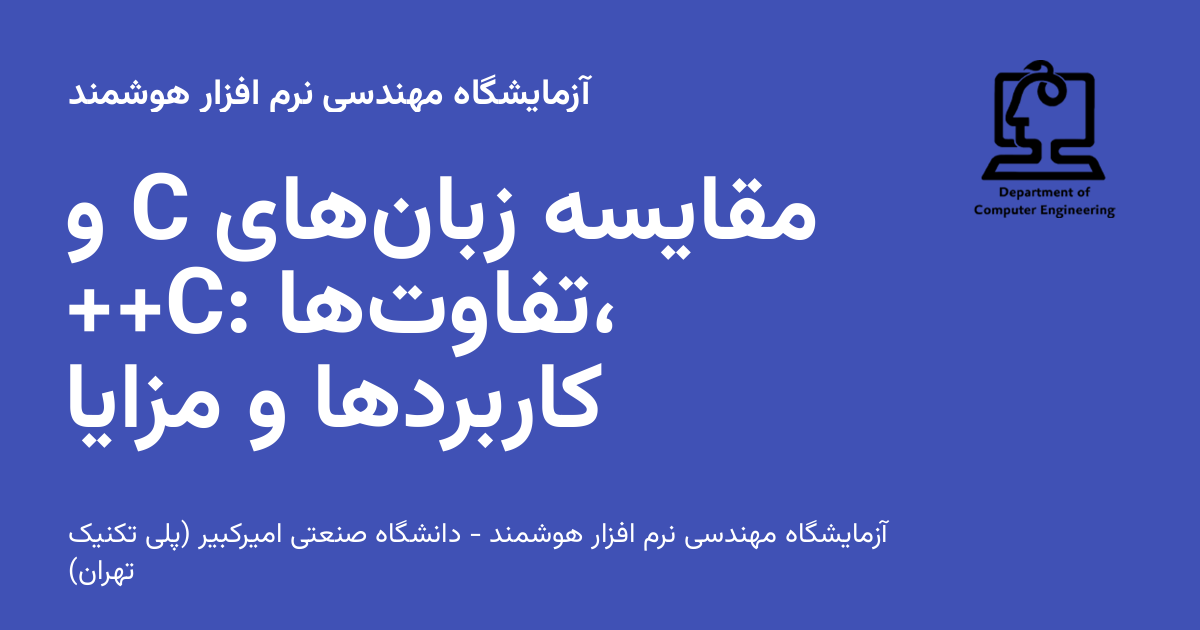 آزمایشگاه مهندسی نرم افزار هوشمند
Department of
Computer Engineering
مقایسه زبان‌های C و
C++: تفاوت‌ها،
کاربردها و مزایا
آزمایشگاه مهندسی نرم افزار هوشمند - دانشگاه صنعتی امیرکبیر (پلی تکنیک
تهران)